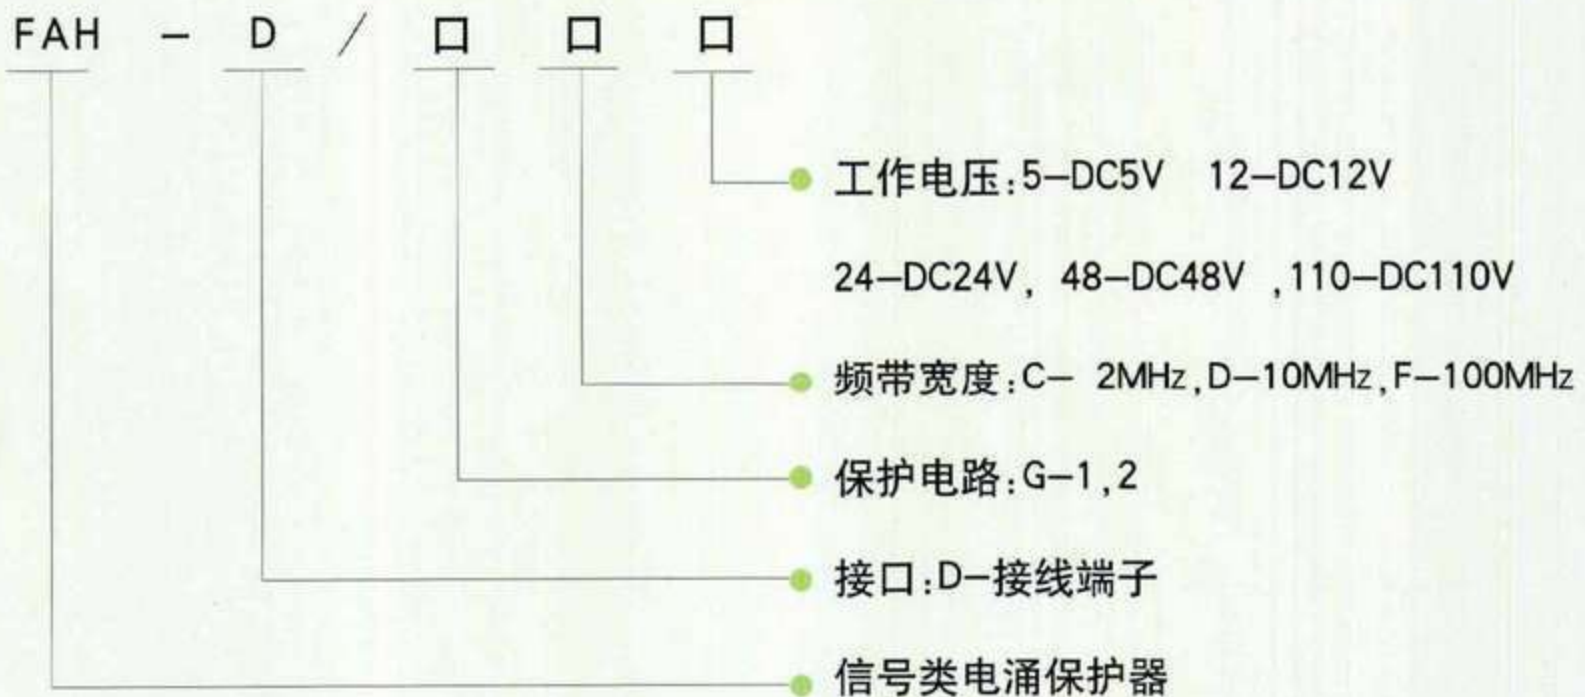 FAH - D / 口 口 口
工作电压:5-DC5V 12-DC12V
24-DC24V, 48-DC48V ,110-DC110V
频带宽度:C- 2MHz,D-10MHz,F-100MHz
保护电路:G-1,2
接口:D-接线端子
信号类电涌保护器